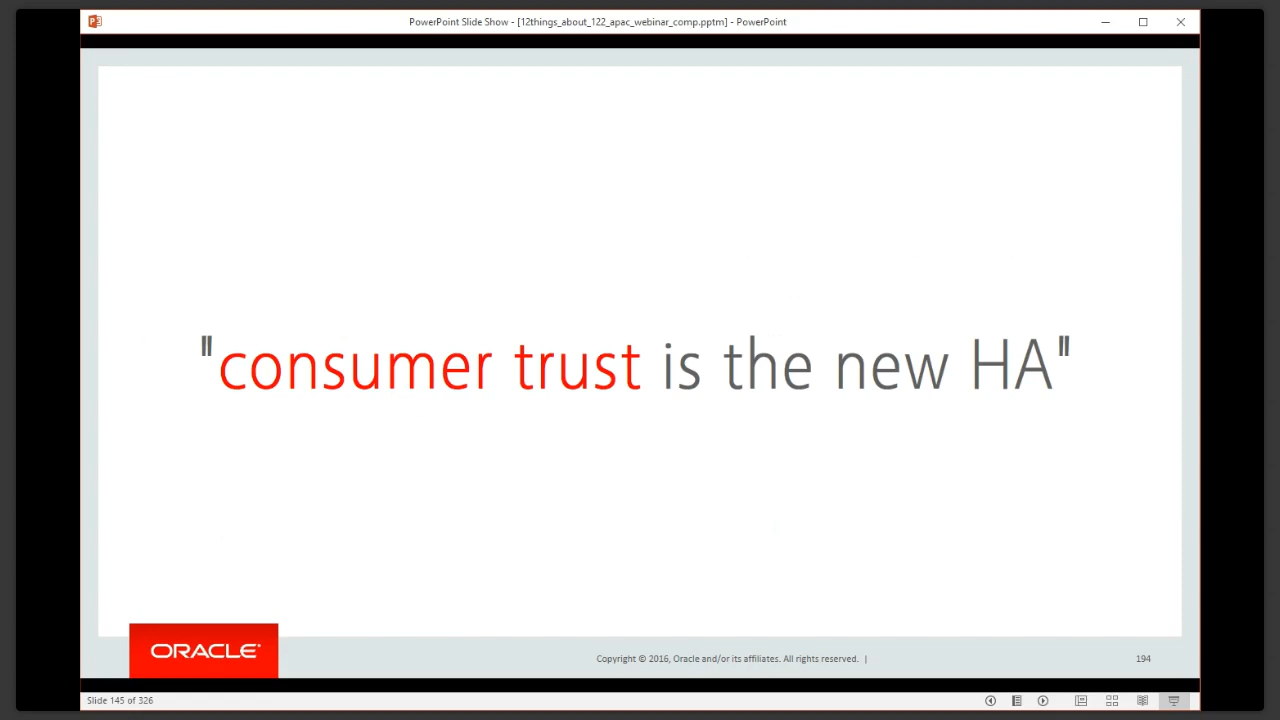 PowerPoint Slide Show - [12things_about_122_apac_webinar_comp.pptm] - PowerPoint
"consumer trust is the new HA"
ORACLE®
Copyright © 2016, Oracle and/or its affiliates. All rights reserved. |
194
Slide 145 of 326